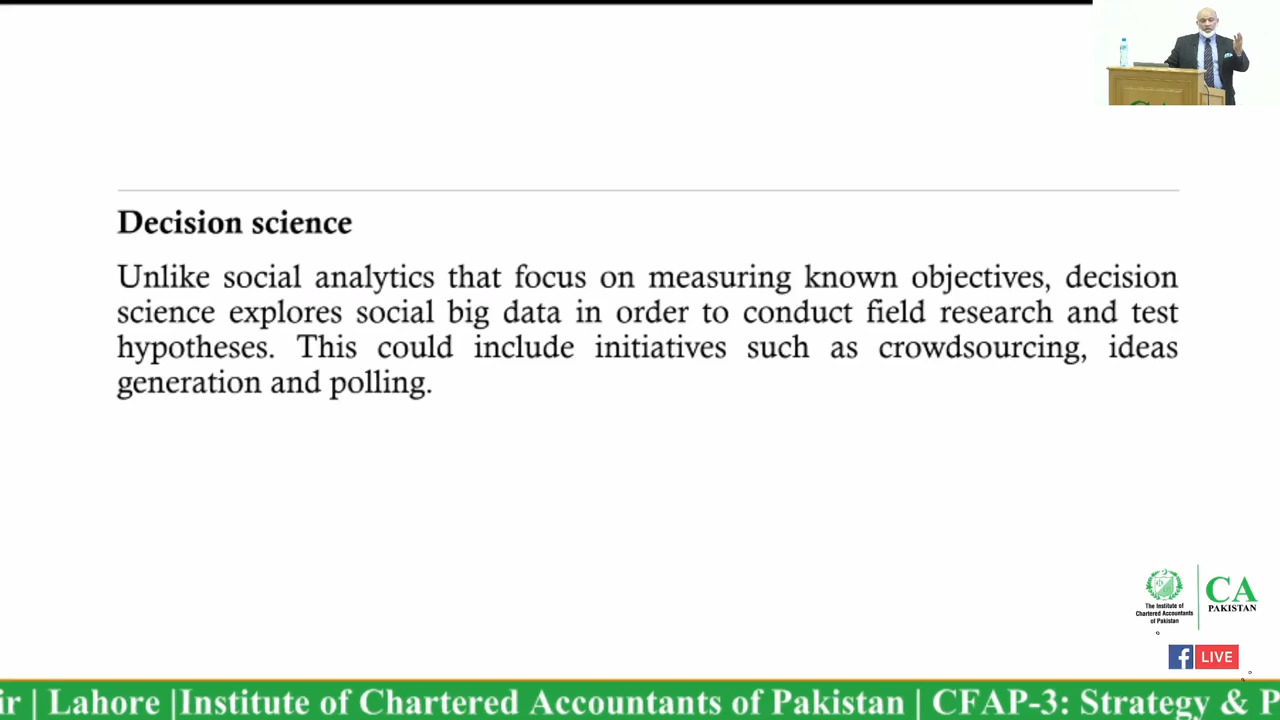 Decision science
Unlike social analytics that focus on measuring known objectives, decision
science explores social big data in order to conduct field research and test
hypotheses. This could include initiatives such as crowdsourcing, ideas
generation and polling.
The Institute of
Chartered Accountants
of Pakistan
CA
PAKISTAN
f LIVE
ir | Lahore |Institute of Chartered Accountants of Pakistan | CFAP-3: Strategy & P